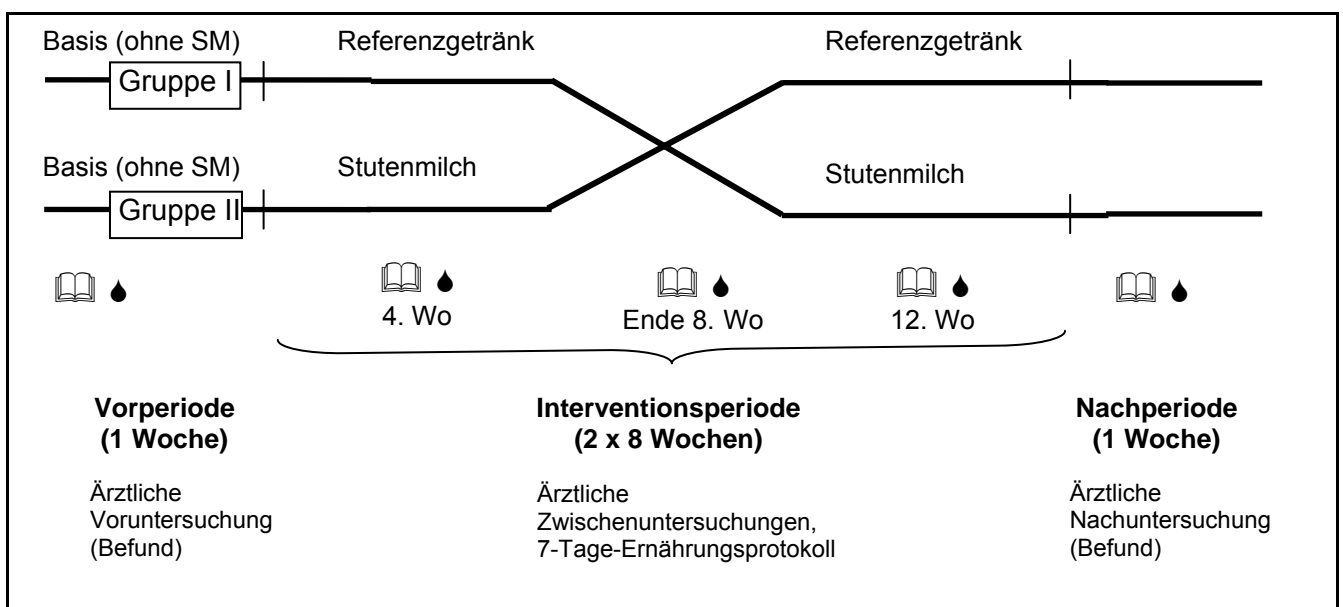 Basis (ohne SM) Referenzgetränk Referenzgetränk
Gruppe I
Basis (ohne SM) Stutenmilch Stutenmilch
Gruppe II
4. Wo Ende 8. Wo 12. Wo
Vorperiode
(1 Woche)
Interventionsperiode
(2 x 8 Wochen)
Nachperiode
(1 Woche)
Ärztliche
Voruntersuchung
(Befund)
Ärztliche
Zwischenuntersuchungen,
7-Tage-Ernährungsprotokoll
Ärztliche
Nachuntersuchung
(Befund)